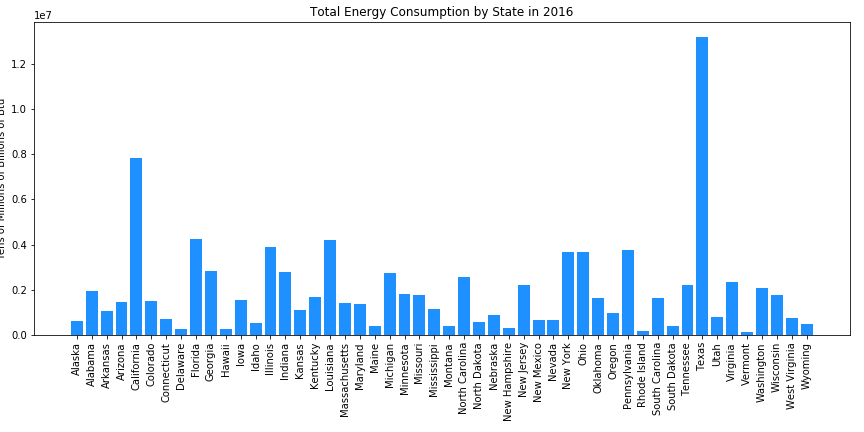 Total Energy Consumption by State in 2016
1e7
1.2
1.0
0.8
0.6
0.4
0.2
0.0
Tens of Millions of Billions of Btu
Alaska
Alabama
Arkansas
Arizona
California
Colorado
Connecticut
Delaware
Florida
Georgia
Hawaii
Iowa
Idaho
Illinois
Indiana
Kansas
Kentucky
Louisiana
Massachusetts
Maryland
Maine
Michigan
Minnesota
Missouri
Mississippi
Montana
North Carolina
North Dakota
Nebraska
New Hampshire
New Jersey
New Mexico
Nevada
New York
Ohio
Oklahoma
Oregon
Pennsylvania
Rhode Island
South Carolina
South Dakota
Tennessee
Texas
Utah
Virginia
Vermont
Washington
Wisconsin
West Virginia
Wyoming